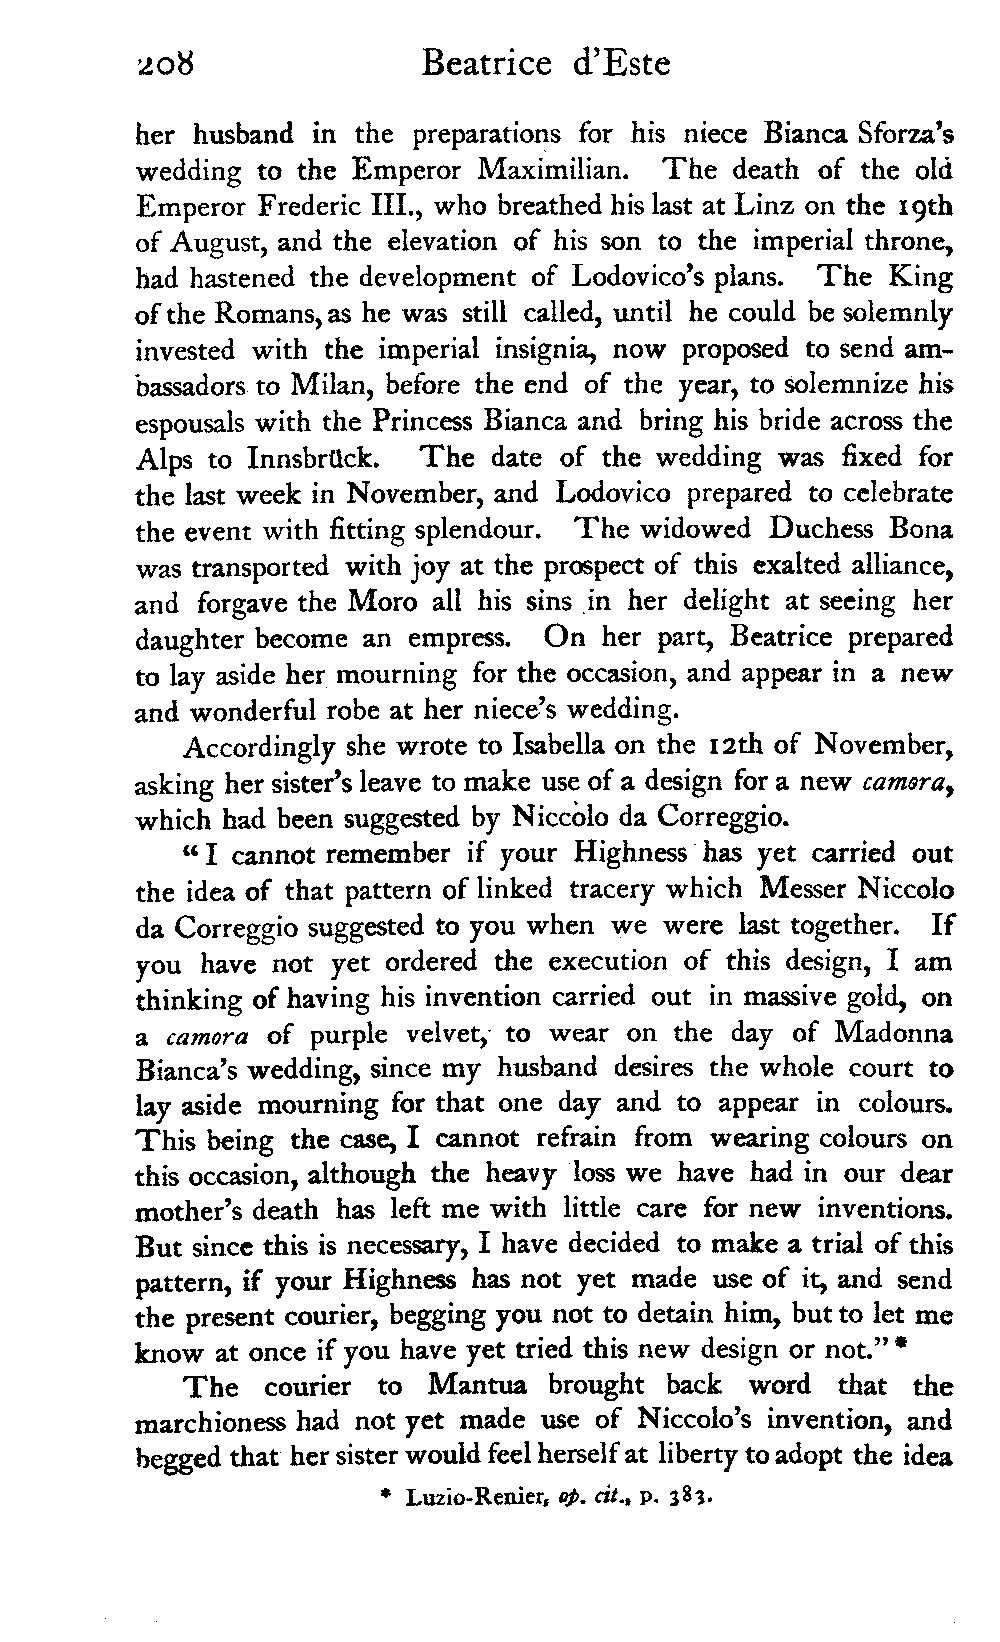 208 Beatrice d'Este
her husband in the preparations for his niece Bianca Sforza's
wedding to the Emperor Maximilian. The death of the old
Emperor Frederic III., who breathed his last at Linz on the 19th
of August, and the elevation of his son to the imperial throne,
had hastened the development of Lodovico's plans. The King
of the Romans, as he was still called, until he could be solemnly
invested with the imperial insignia, now proposed to send am-
bassadors to Milan, before the end of the year, to solemnize his
espousals with the Princess Bianca and bring his bride across the
Alps to Innsbrück. The date of the wedding was fixed for
the last week in November, and Lodovico prepared to celebrate
the event with fitting splendour. The widowed Duchess Bona
was transported with joy at the prospect of this exalted alliance,
and forgave the Moro all his sins in her delight at seeing her
daughter become an empress. On her part, Beatrice prepared
to lay aside her mourning for the occasion, and appear in a new
and wonderful robe at her niece's wedding.
Accordingly she wrote to Isabella on the 12th of November,
asking her sister's leave to make use of a design for a new camora,
which had been suggested by Niccolo da Correggio.
"I cannot remember if your Highness has yet carried out
the idea of that pattern of linked tracery which Messer Niccolo
da Correggio suggested to you when we were last together. If
you have not yet ordered the execution of this design, I am
thinking of having his invention carried out in massive gold, on
a camora of purple velvet, to wear on the day of Madonna
Bianca's wedding, since my husband desires the whole court to
lay aside mourning for that one day and to appear in colours.
This being the case, I cannot refrain from wearing colours on
this occasion, although the heavy loss we have had in our dear
mother's death has left me with little care for new inventions.
But since this is necessary, I have decided to make a trial of this
pattern, if your Highness has not yet made use of it, and send
the present courier, begging you not to detain him, but to let me
know at once if you have yet tried this new design or not."*
The courier to Mantua brought back word that the
marchioness had not yet made use of Niccolo's invention, and
begged that her sister would feel herself at liberty to adopt the idea
* Luzio-Renier, op. cit., p. 383.